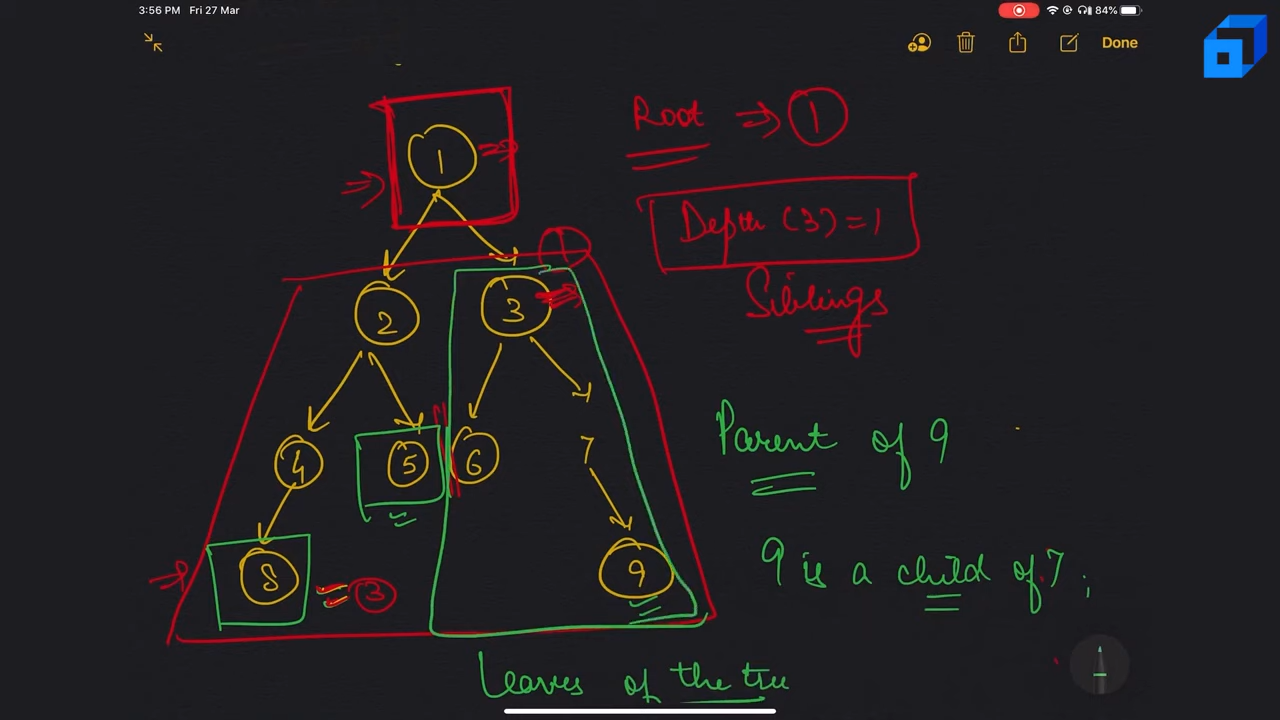 3:56 PM Fri 27 Mar
84%
Done
1
Root ⇒ 1
Depth (3) = 1
Siblings
1
2
3
4
5
6
7
8
3
9
Parent of 9
9 is a child of 7;
Leaves of the tree